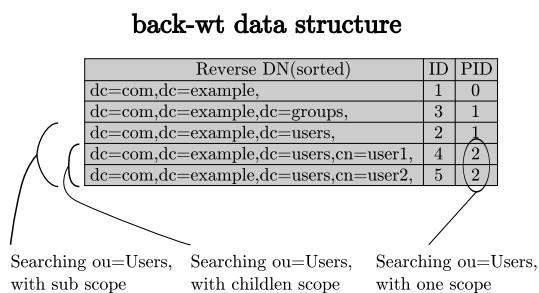 back-wt data structure
Reverse DN(sorted) ID PID
dc=com,dc=example, 1 0
dc=com,dc=example,dc=groups, 3 1
dc=com,dc=example,dc=users, 2 1
dc=com,dc=example,dc=users,cn=user1, 4 2
dc=com,dc=example,dc=users,cn=user2, 5 2
Searching ou=Users, Searching ou=Users, Searching ou=Users,
with sub scope with childlen scope with one scope